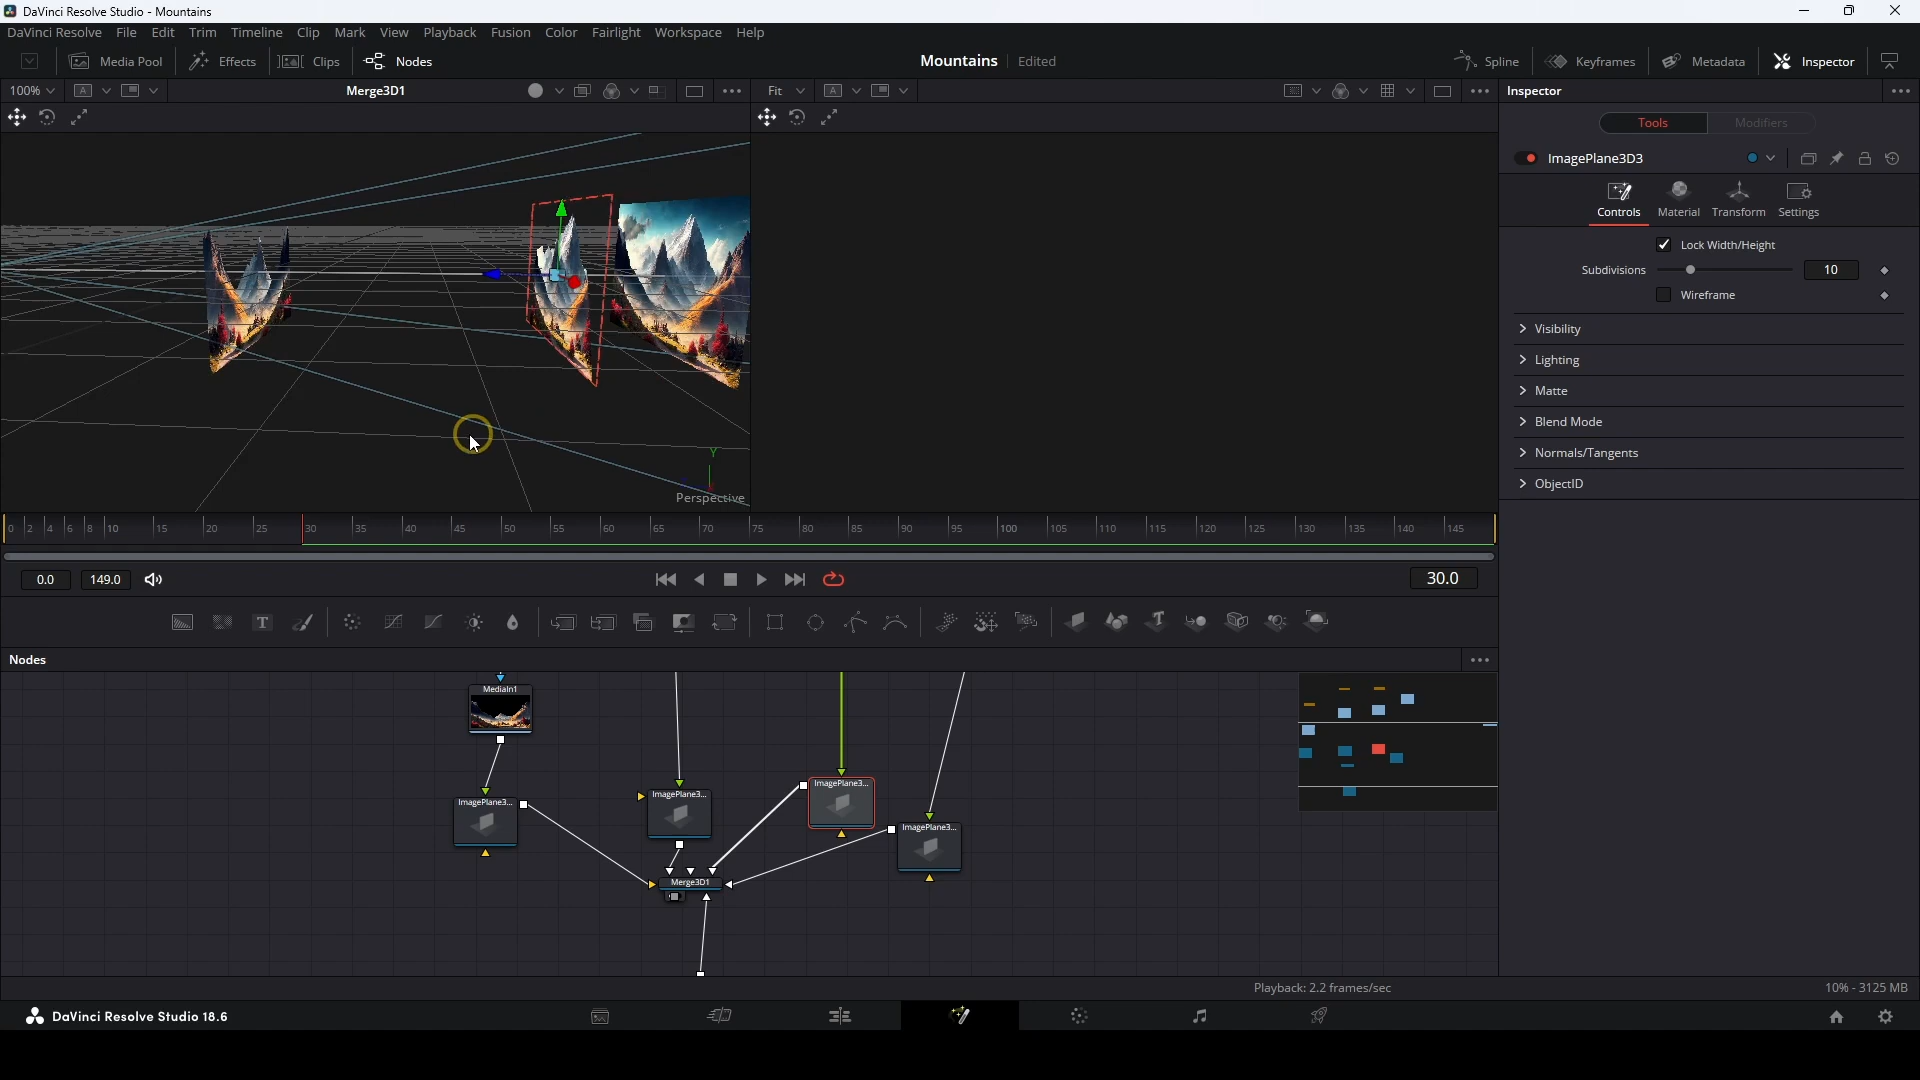 DaVinci Resolve Studio - Mountains
DaVinci Resolve File Edit Trim Timeline Clip Mark View Playback Fusion Color Fairlight Workspace Help
Media Pool Effects Clips Nodes Mountains Edited Spline Keyframes Metadata Inspector
100% A Merge3D1 Fit A Inspector
Tools Modifiers
ImagePlane3D3
Controls Material Transform Settings
Lock Width/Height
Subdivisions 10
Wireframe
Visibility
Lighting
Matte
Blend Mode
Normals/Tangents
ObjectID
Y
Perspective
0 2 4 6 8 10 15 20 25 30 35 40 45 50 55 60 65 70 75 80 85 90 95 100 105 110 115 120 125 130 135 140 145
0.0 149.0 30.0
T T
Nodes
MediaIn1
ImagePlane3... ImagePlane3... ImagePlane3... ImagePlane3...
Merge3D1
Playback: 2.2 frames/sec 10% - 3125 MB
DaVinci Resolve Studio 18.6